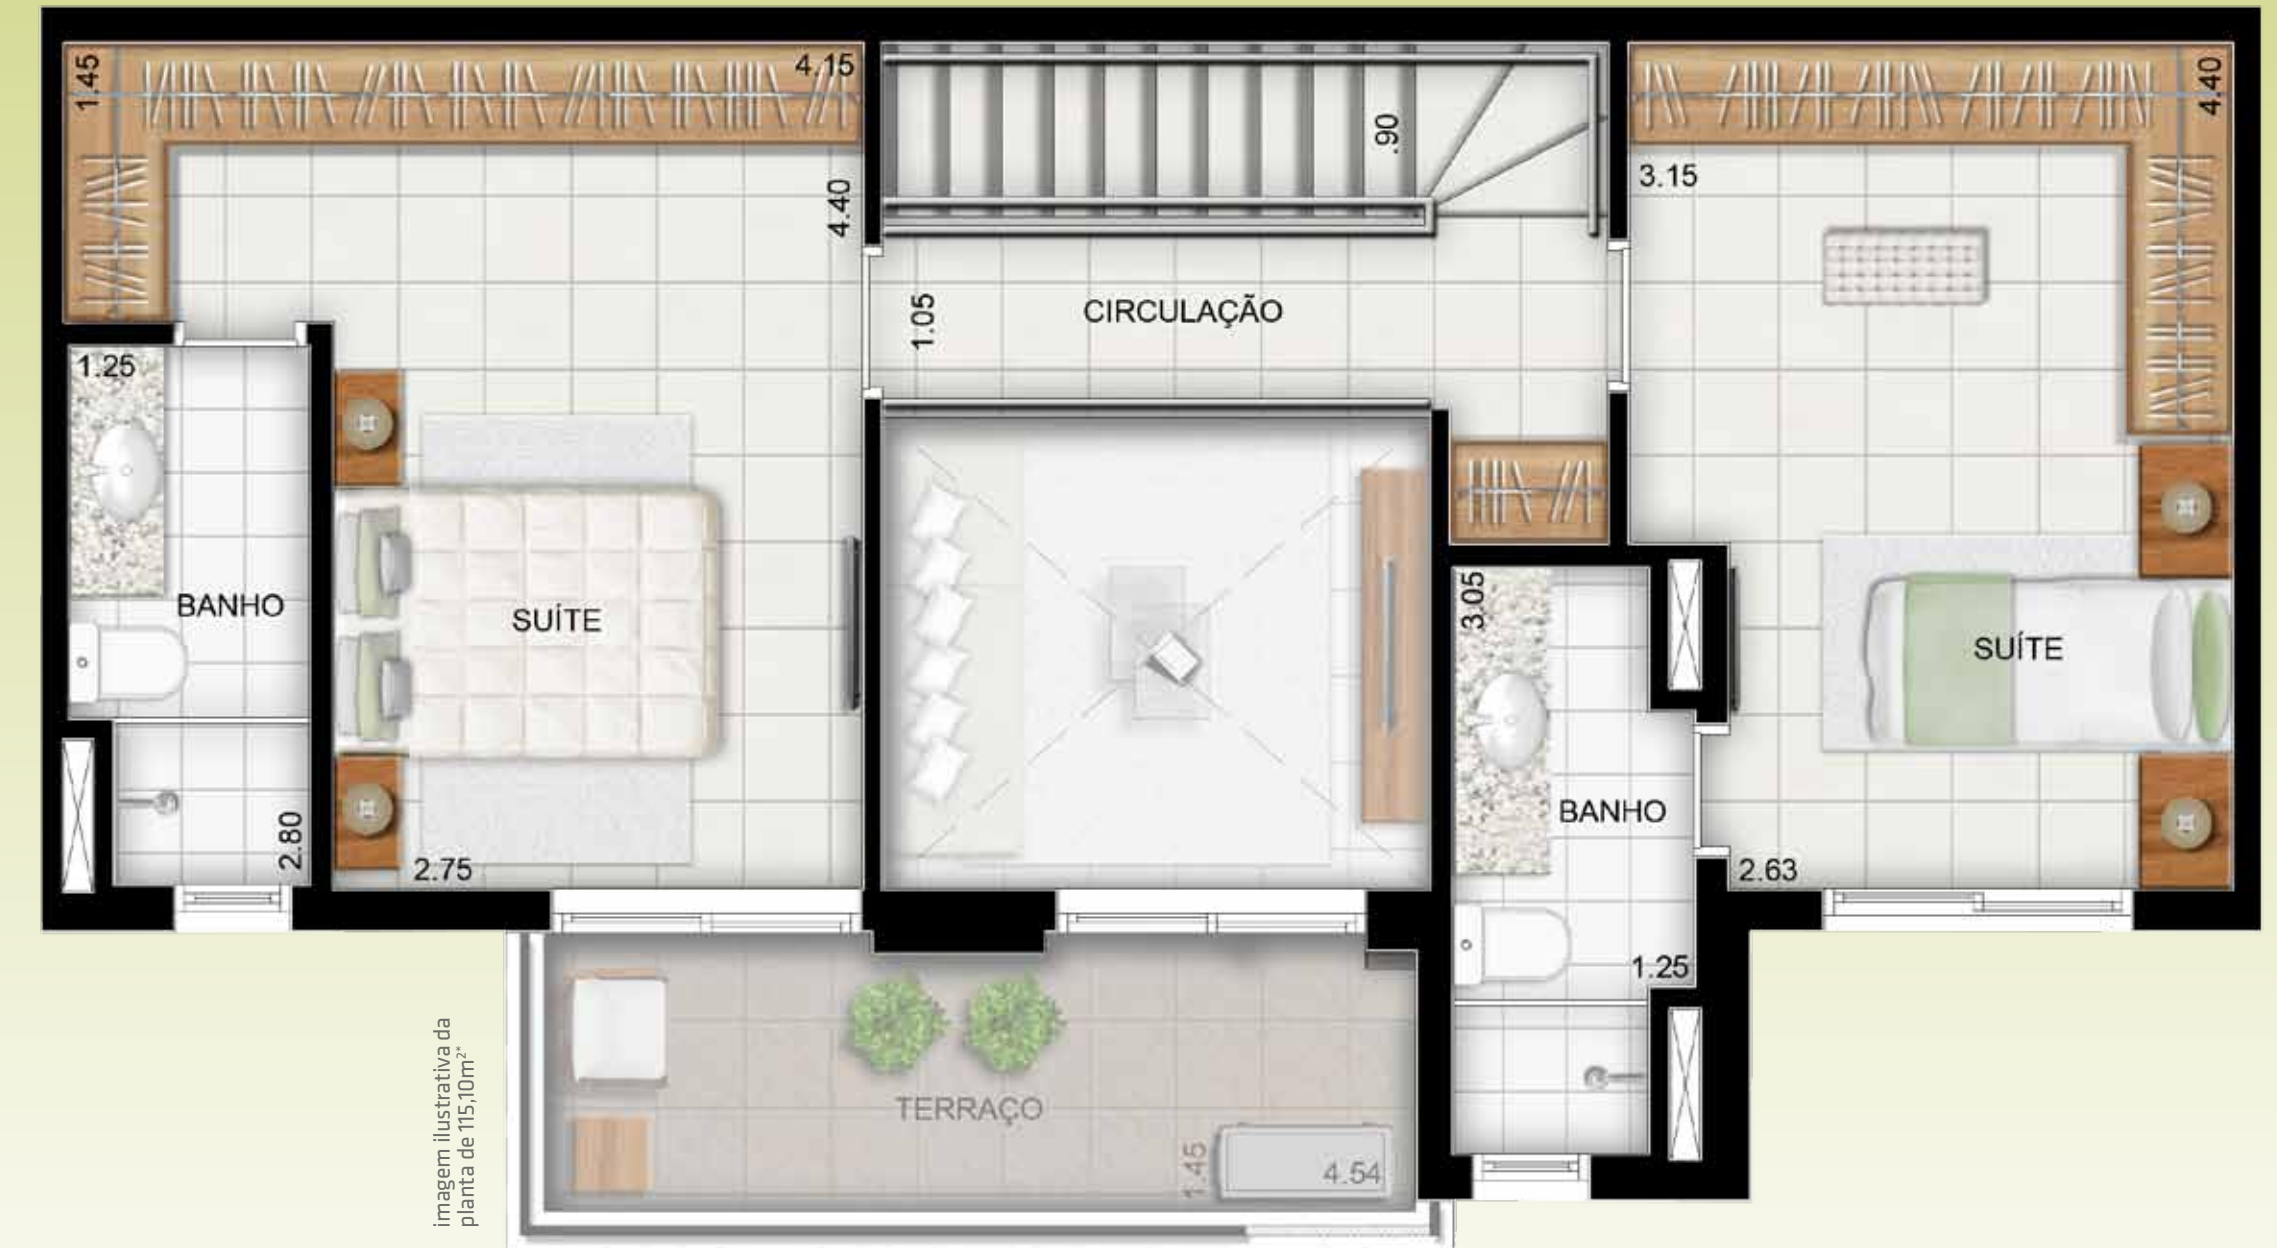 1.45
4.15
4.40
.90
3.15
4.40
1.05
CIRCULAÇÃO
1.25
BANHO
SUÍTE
2.80
2.75
3.05
BANHO
1.25
SUÍTE
2.63
TERRAÇO
1.45
4.54
imagem ilustrativa da
planta de 115,10m²*